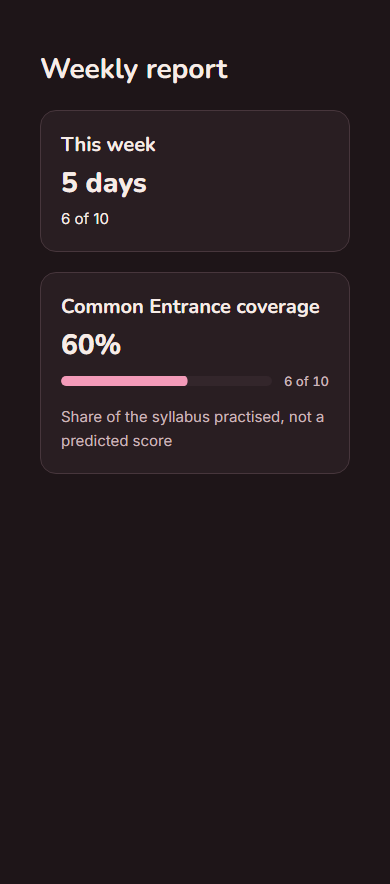 Weekly report
This week
5 days
6 of 10
Common Entrance coverage
60%
6 of 10
Share of the syllabus practised, not a
predicted score